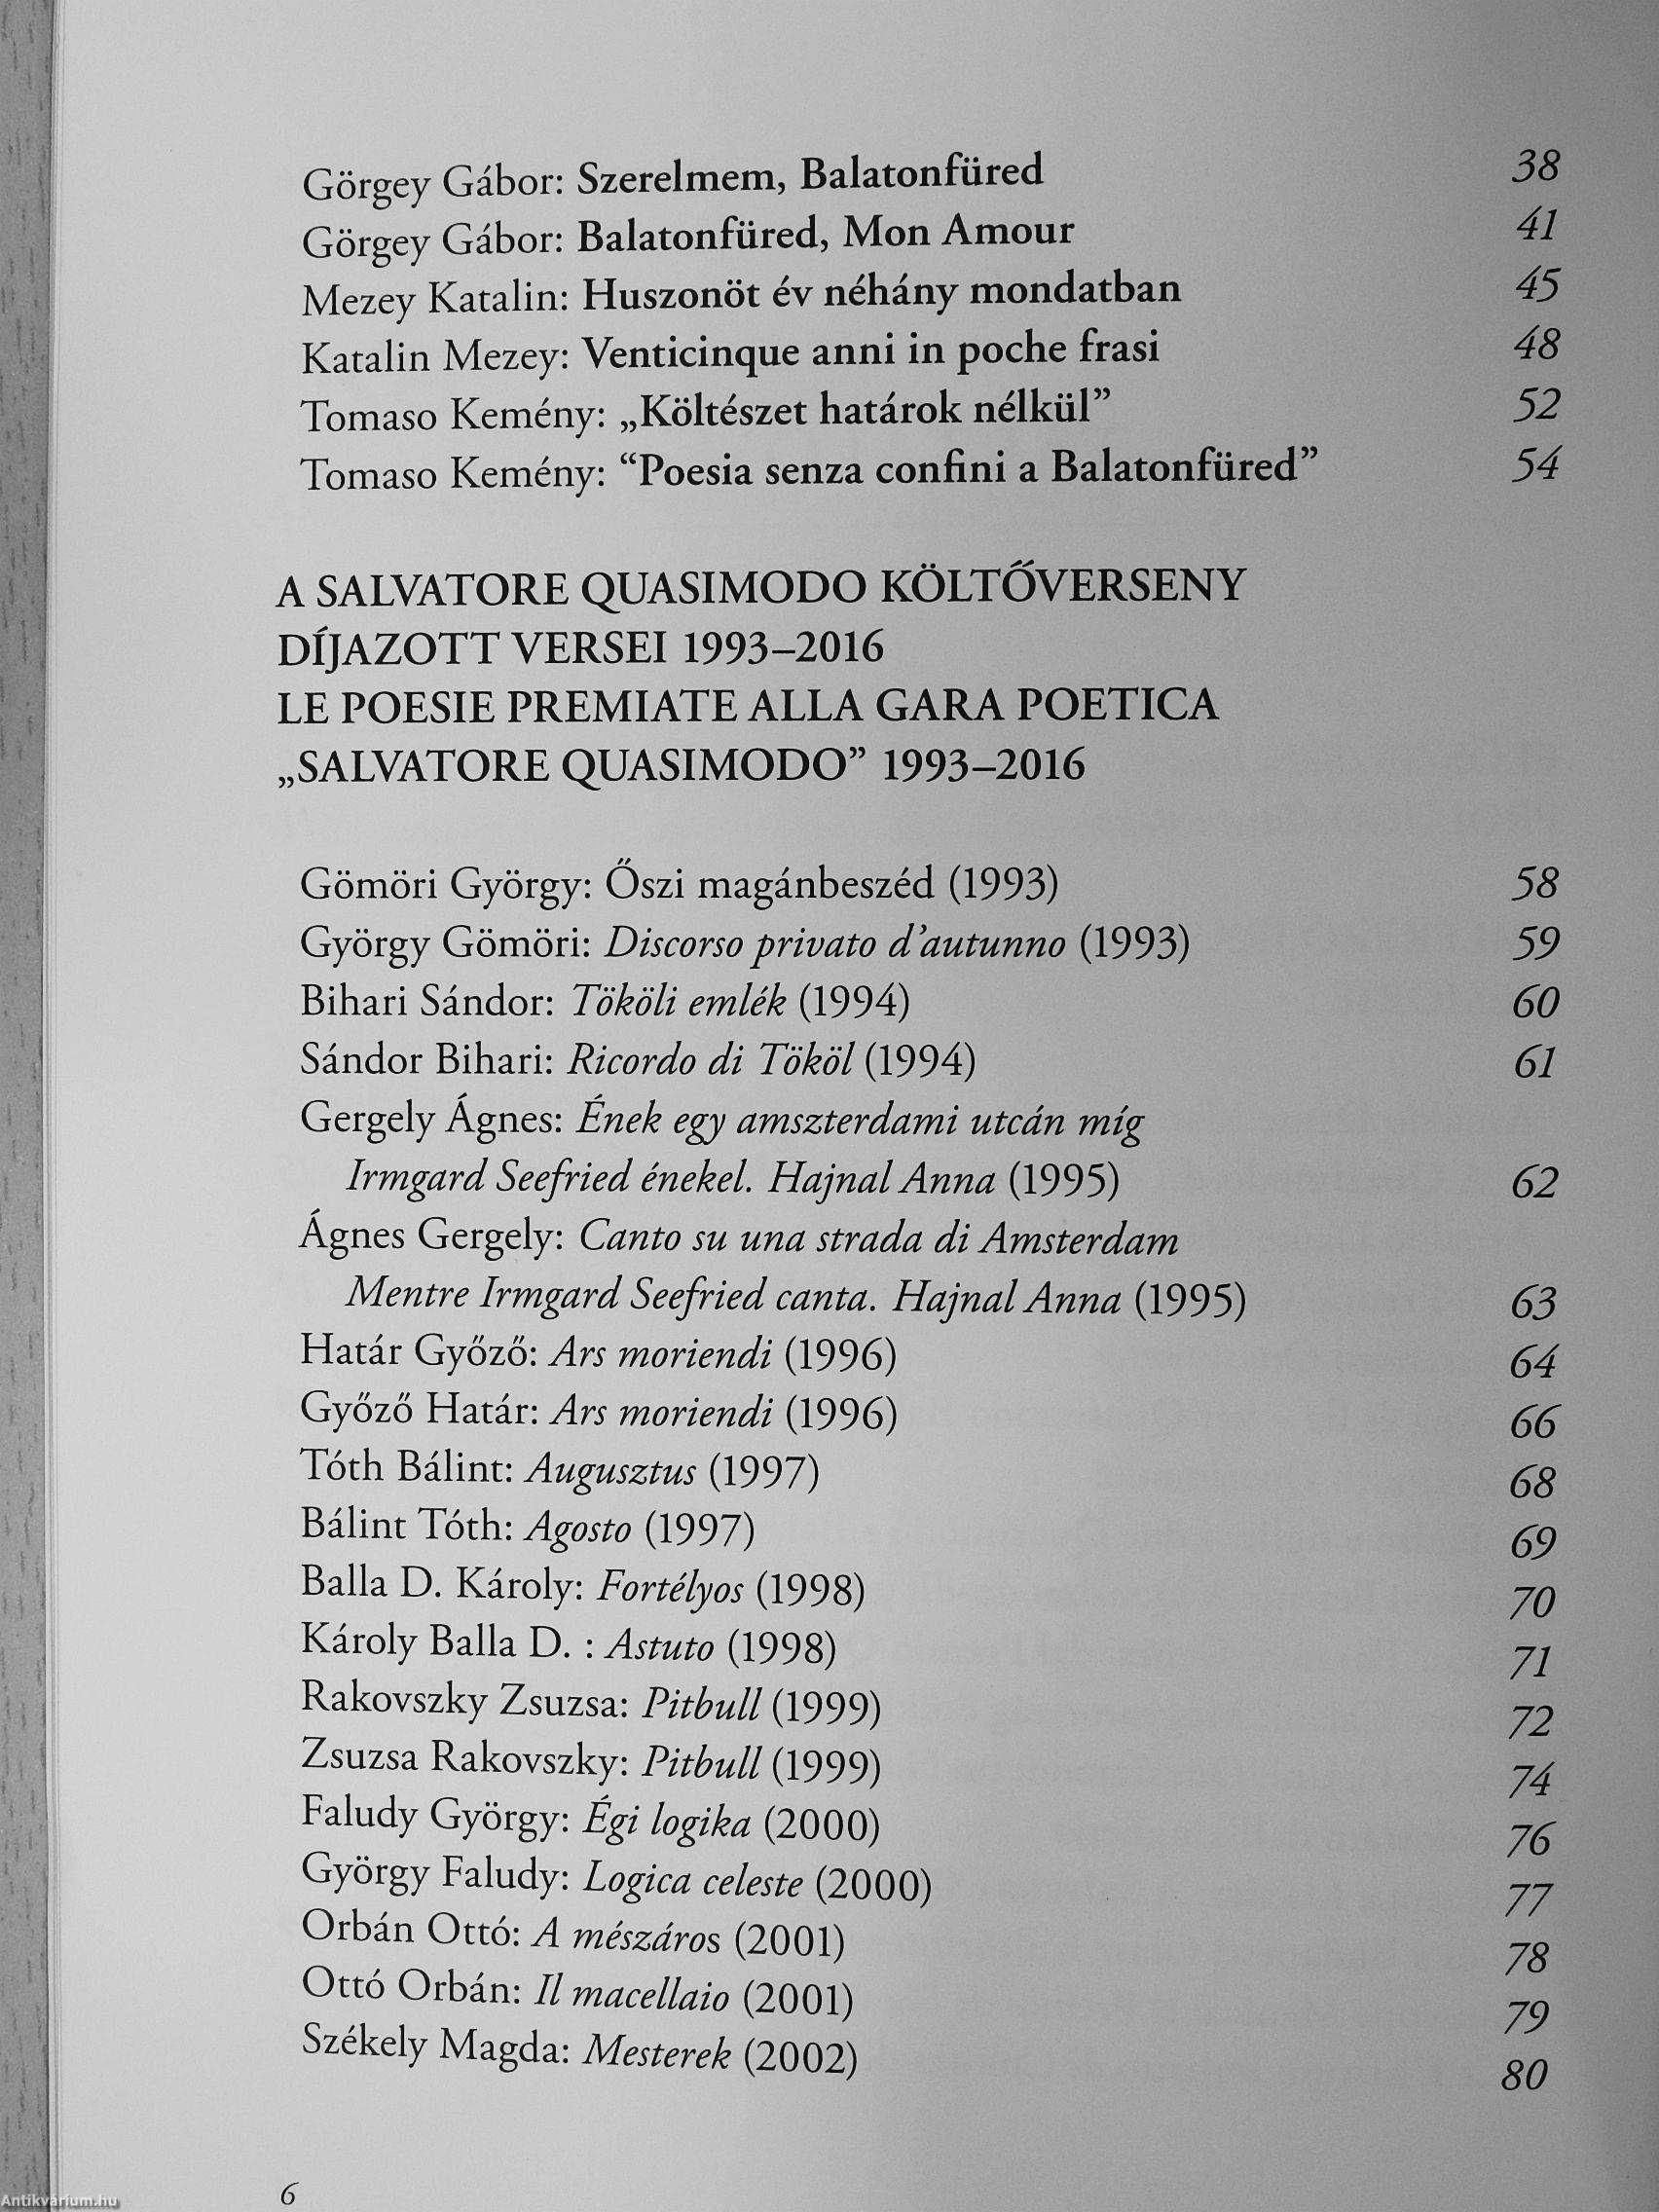 Görgey Gábor: Szerelmem, Balatonfüred 38
Görgey Gábor: Balatonfüred, Mon Amour 41
Mezey Katalin: Huszonöt év néhány mondatban 45
Katalin Mezey: Venticinque anni in poche frasi 48
Tomaso Kemény: „Költészet határok nélkül” 52
Tomaso Kemény: “Poesia senza confini a Balatonfüred” 54
A SALVATORE QUASIMODO KÖLTŐVERSENY
DÍJAZOTT VERSEI 1993–2016
LE POESIE PREMIATE ALLA GARA POETICA
„SALVATORE QUASIMODO” 1993–2016
Gömöri György: Őszi magánbeszéd (1993) 58
György Gömöri: Discorso privato d’autunno (1993) 59
Bihari Sándor: Tököli emlék (1994) 60
Sándor Bihari: Ricordo di Tököl (1994) 61
Gergely Ágnes: Ének egy amszterdami utcán míg
Irmgard Seefried énekel. Hajnal Anna (1995) 62
Ágnes Gergely: Canto su una strada di Amsterdam
Mentre Irmgard Seefried canta. Hajnal Anna (1995) 63
Határ Győző: Ars moriendi (1996) 64
Győző Határ: Ars moriendi (1996) 66
Tóth Bálint: Augusztus (1997) 68
Bálint Tóth: Agosto (1997) 69
Balla D. Károly: Fortélyos (1998) 70
Károly Balla D. : Astuto (1998) 71
Rakovszky Zsuzsa: Pitbull (1999) 72
Zsuzsa Rakovszky: Pitbull (1999) 74
Faludy György: Égi logika (2000) 76
György Faludy: Logica celeste (2000) 77
Orbán Ottó: A mészáros (2001) 78
Ottó Orbán: Il macellaio (2001) 79
Székely Magda: Mesterek (2002) 80
6
Antikvárium.hu